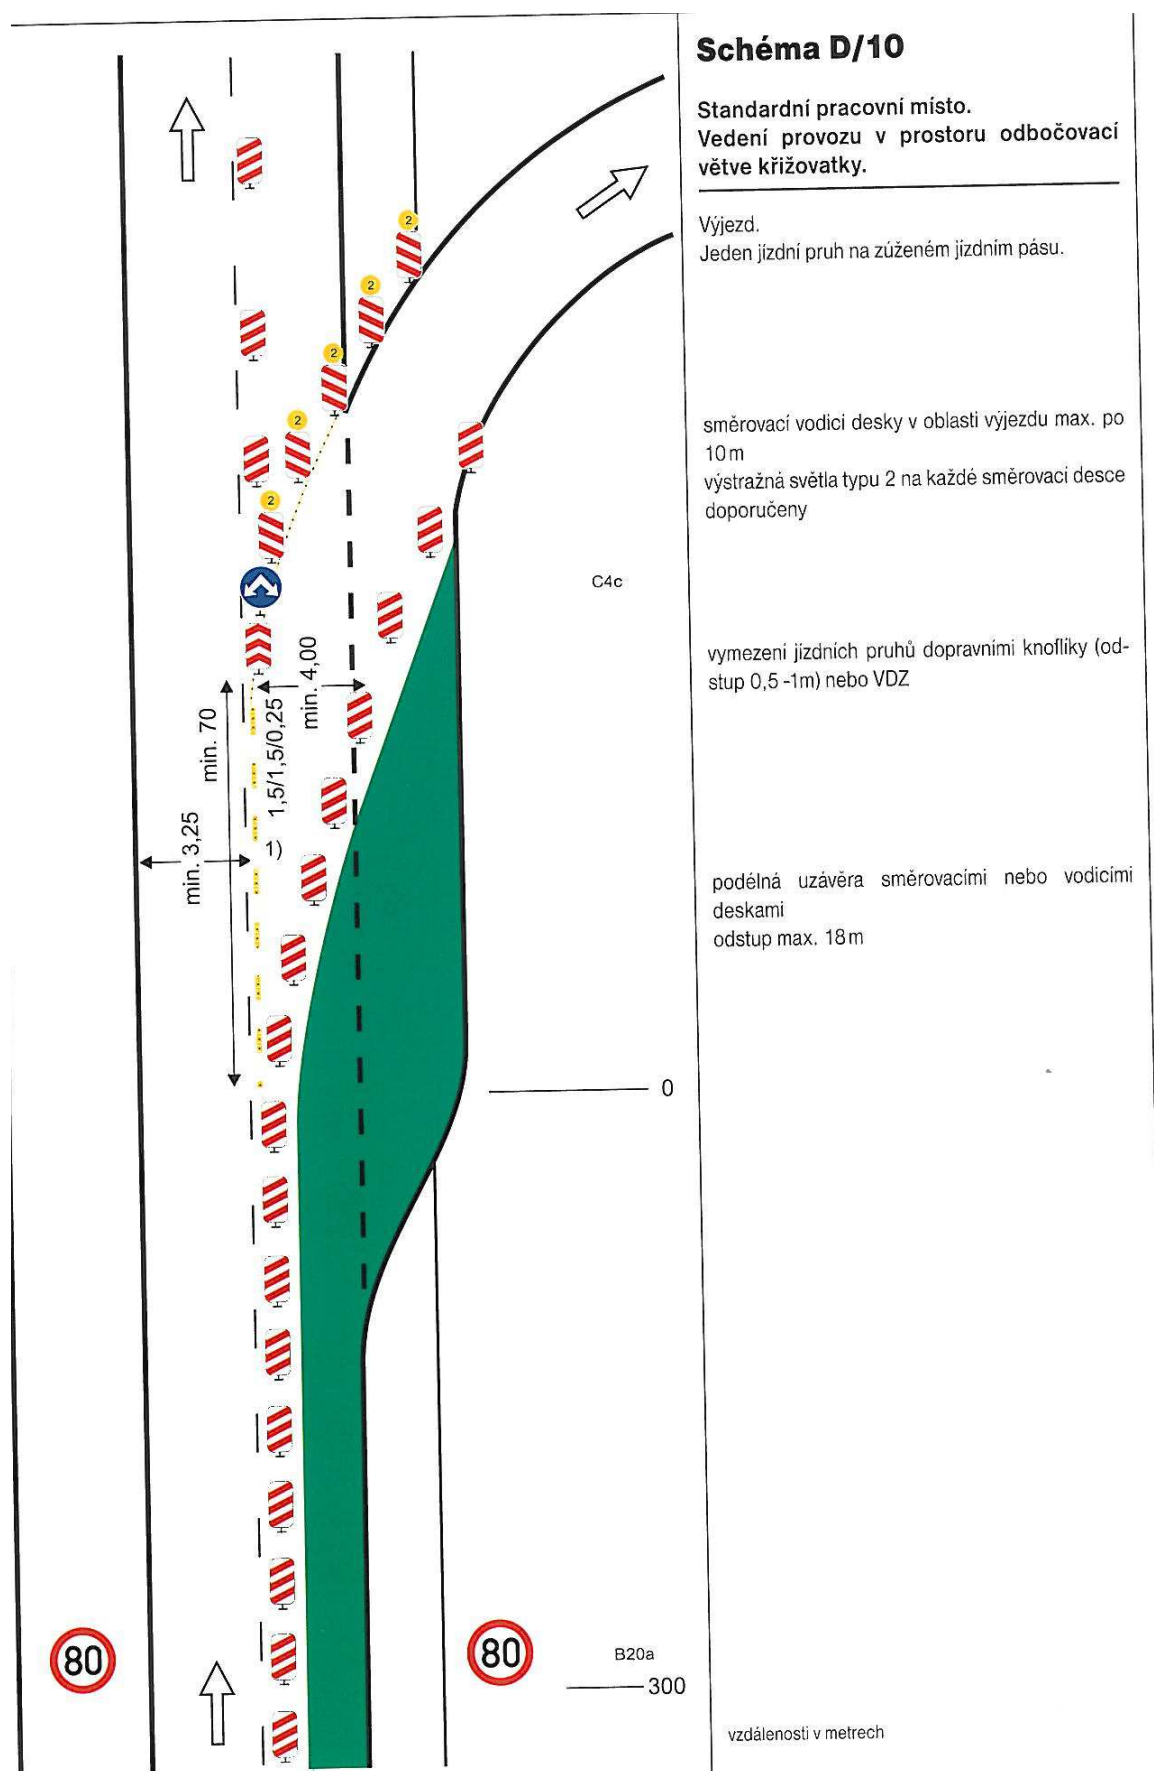 Schéma D/10
Standardní pracovní místo.
Vedení provozu v prostoru odbočovací
větve křižovatky.
Výjezd.
Jeden jízdní pruh na zúženém jízdním pásu.
2
2
2
2
2
směrovací vodicí desky v oblasti výjezdu max. po
10 m
výstražná světla typu 2 na každé směrovací desce
doporučeny
C4c
vymezení jízdních pruhů dopravními knoflíky (od-
stup 0,5 -1m) nebo VDZ
min. 4,00
min. 70
1,5/1,5/0,25
1)
min. 3,25
podélná uzávěra směrovacími nebo vodicími
deskami
odstup max. 18 m
0
80
80
B20a
300
vzdálenosti v metrech